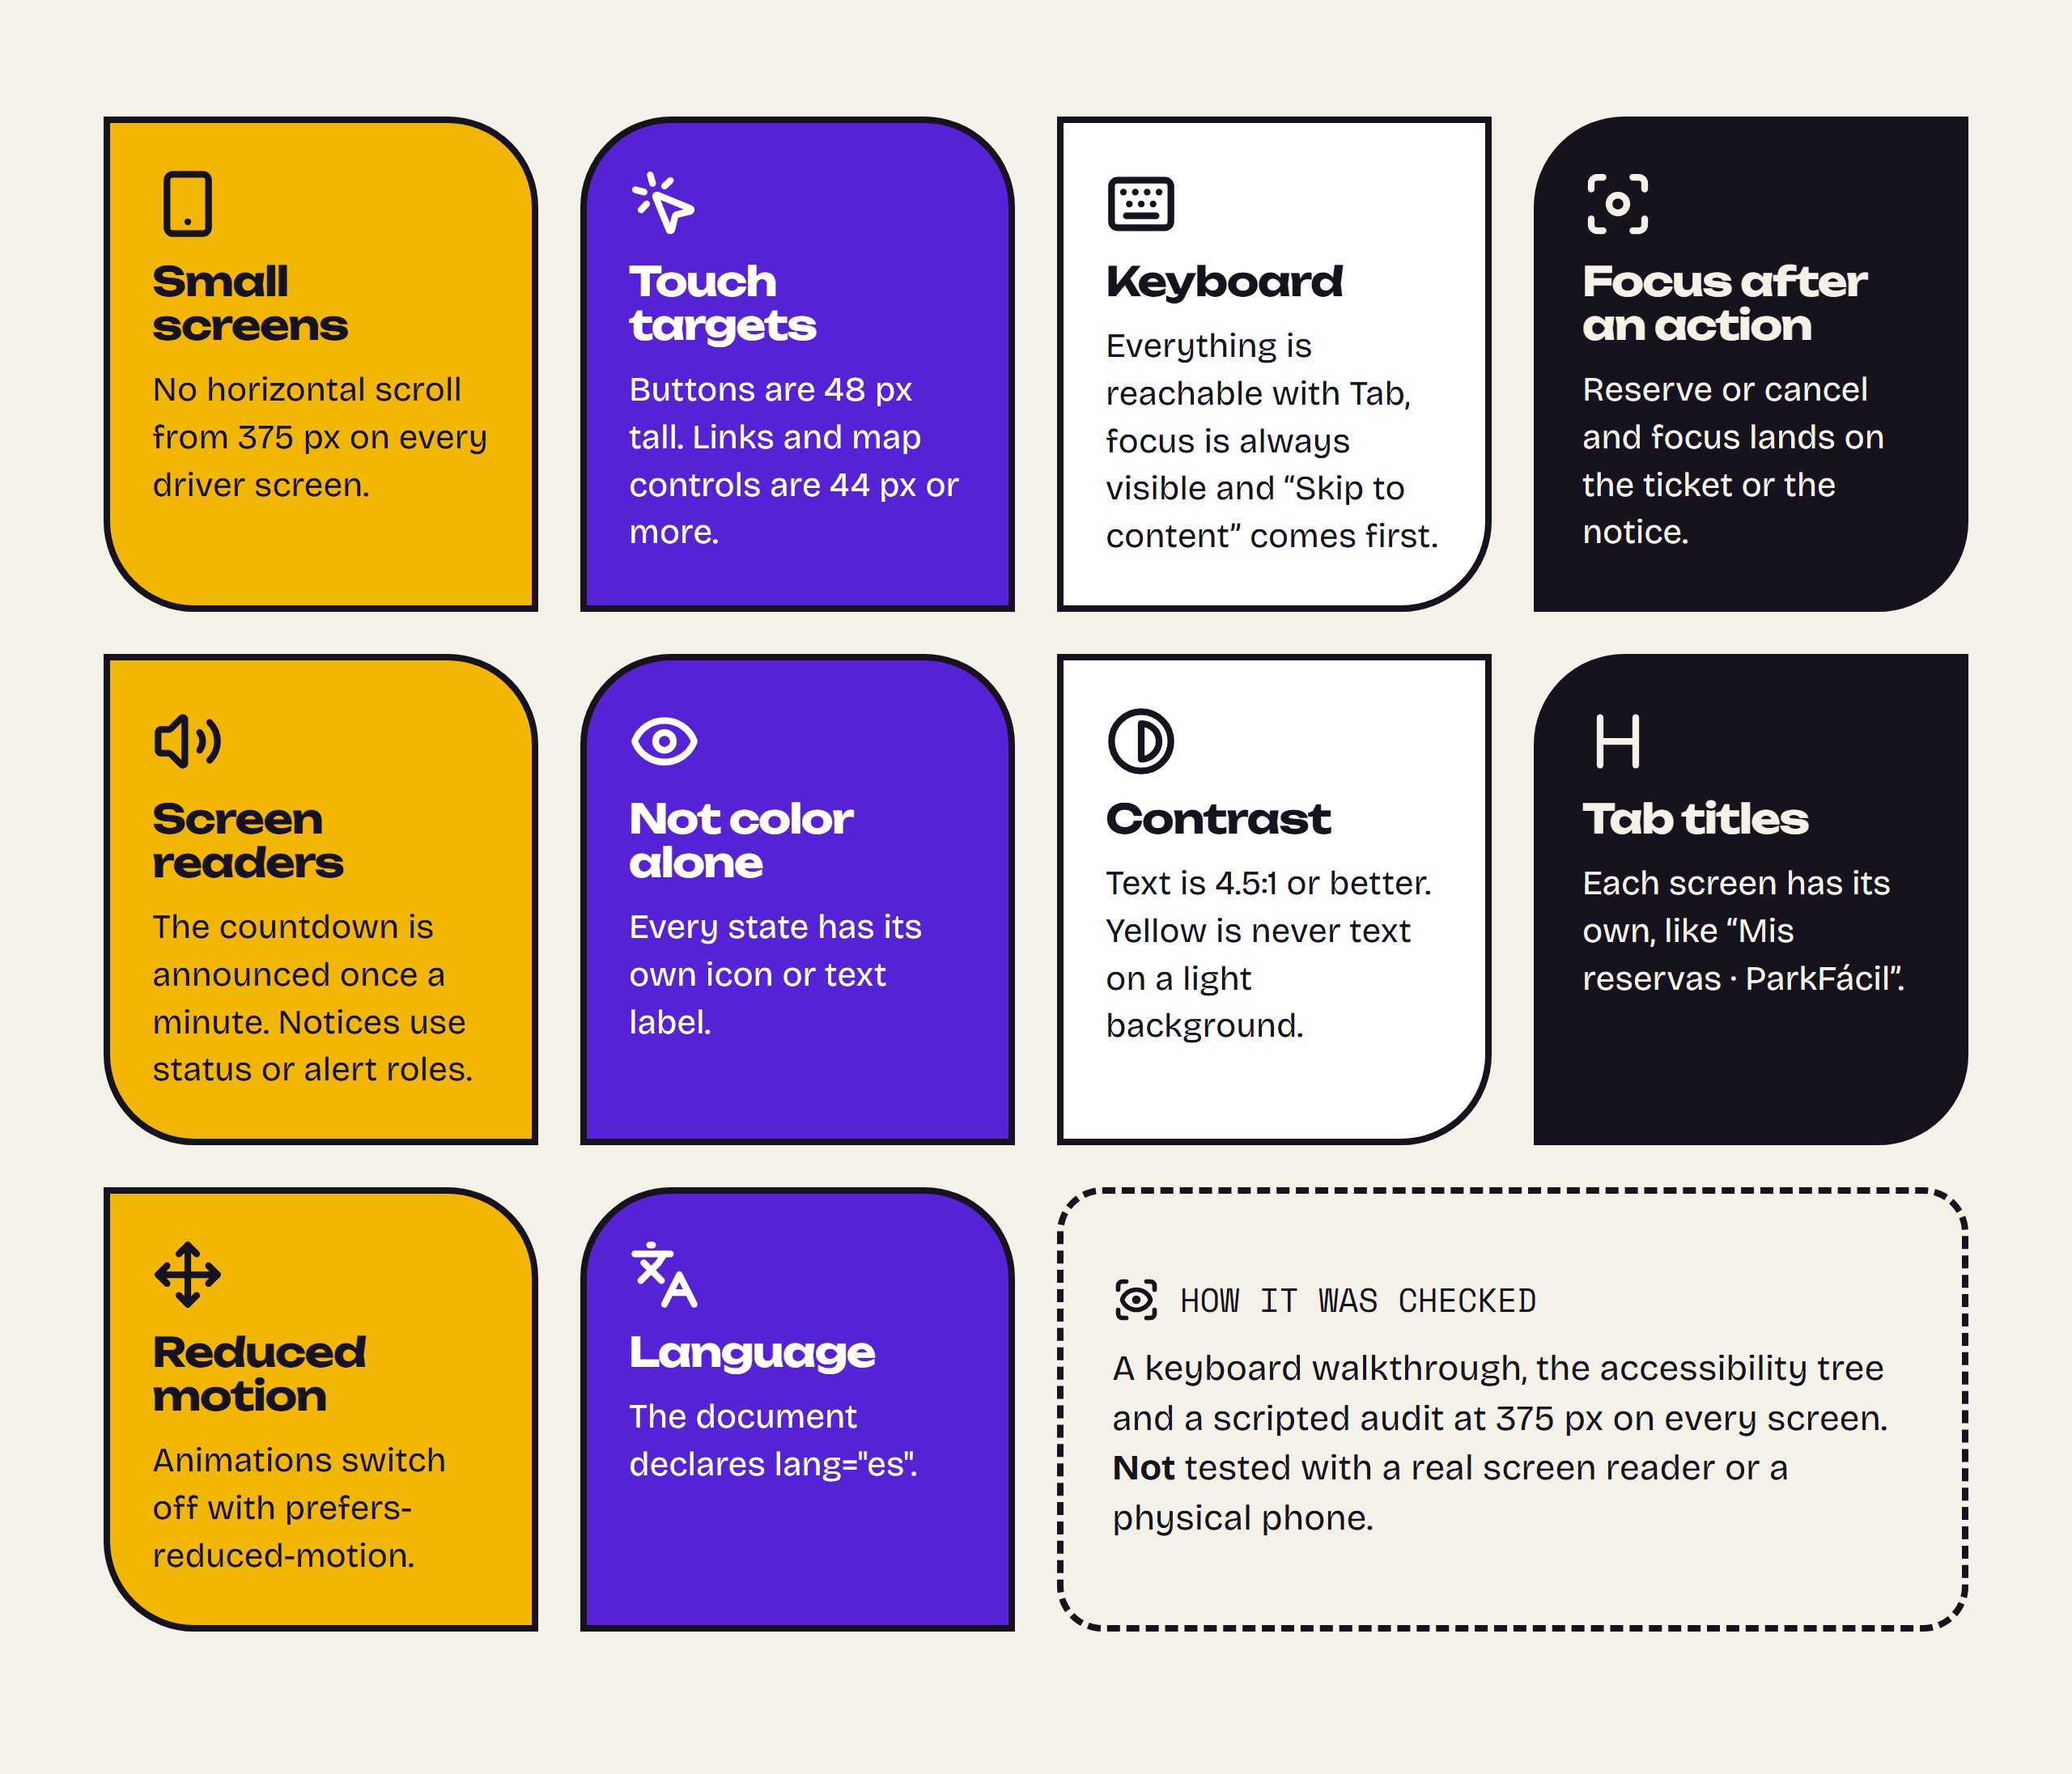 Small
screens
No horizontal scroll
from 375 px on every
driver screen.
Touch
targets
Buttons are 48 px
tall. Links and map
controls are 44 px or
more.
Keyboard
Everything is
reachable with Tab,
focus is always
visible and “Skip to
content” comes first.
Focus after
an action
Reserve or cancel
and focus lands on
the ticket or the
notice.
Screen
readers
The countdown is
announced once a
minute. Notices use
status or alert roles.
Not color
alone
Every state has its
own icon or text
label.
Contrast
Text is 4.5:1 or better.
Yellow is never text
on a light
background.
Tab titles
Each screen has its
own, like “Mis
reservas · ParkFácil”.
Reduced
motion
Animations switch
off with prefers-
reduced-motion.
Language
The document
declares lang="es".
HOW IT WAS CHECKED
A keyboard walkthrough, the accessibility tree
and a scripted audit at 375 px on every screen.
Not tested with a real screen reader or a
physical phone.